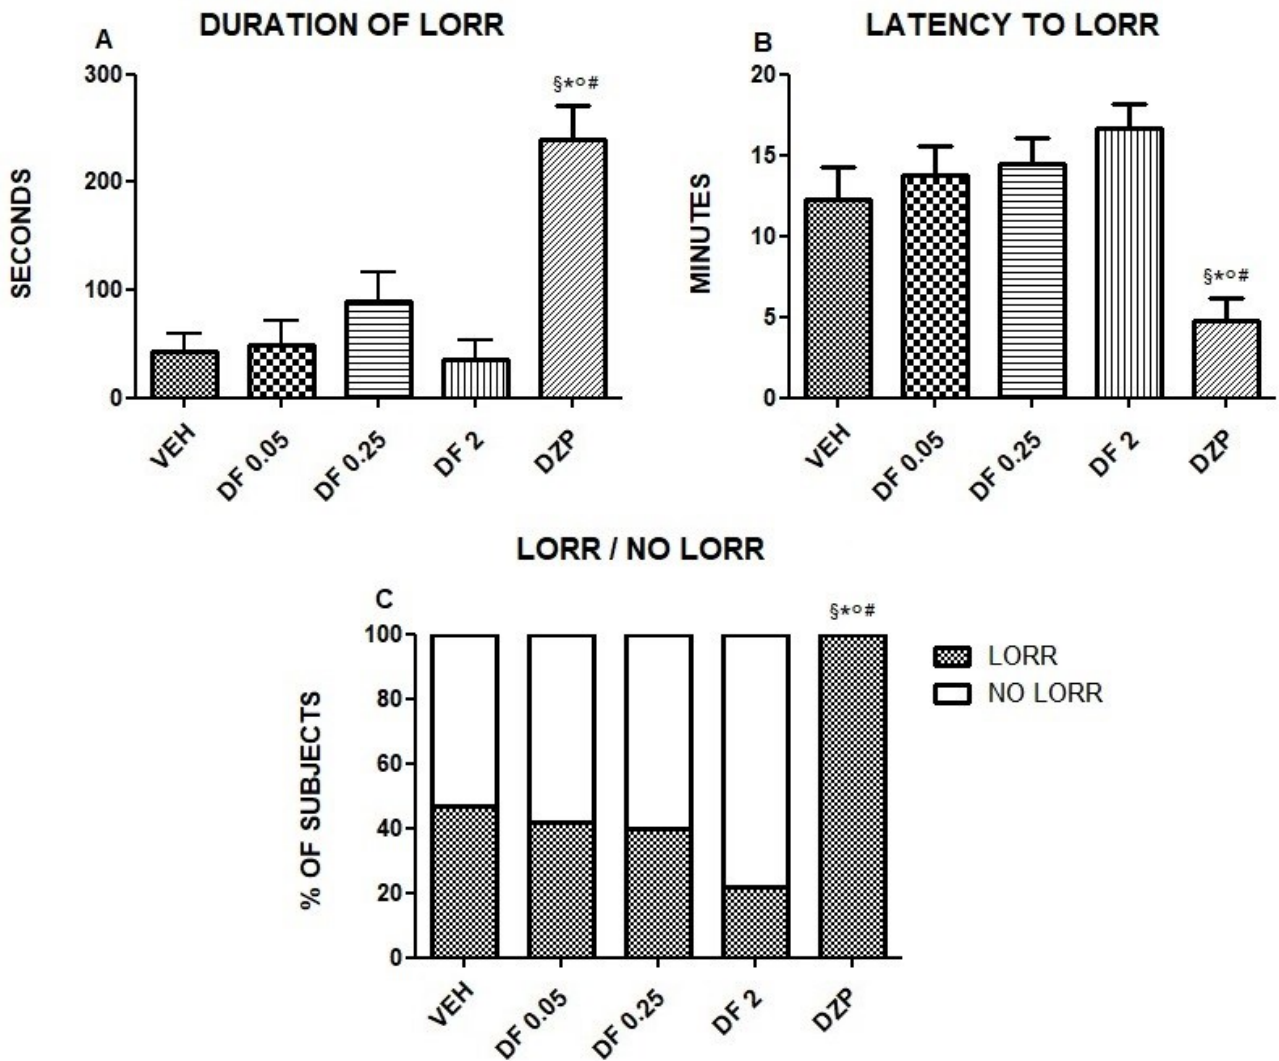 A
DURATION OF LORR
SECONDS
300
200
100
0
§*○#
VEH
DF 0.05
DF 0.25
DF 2
DZP
B
LATENCY TO LORR
MINUTES
20
15
10
5
0
§*○#
VEH
DF 0.05
DF 0.25
DF 2
DZP
LORR / NO LORR
C
% OF SUBJECTS
100
80
60
40
20
0
§*○#
VEH
DF 0.05
DF 0.25
DF 2
DZP
LORR
NO LORR